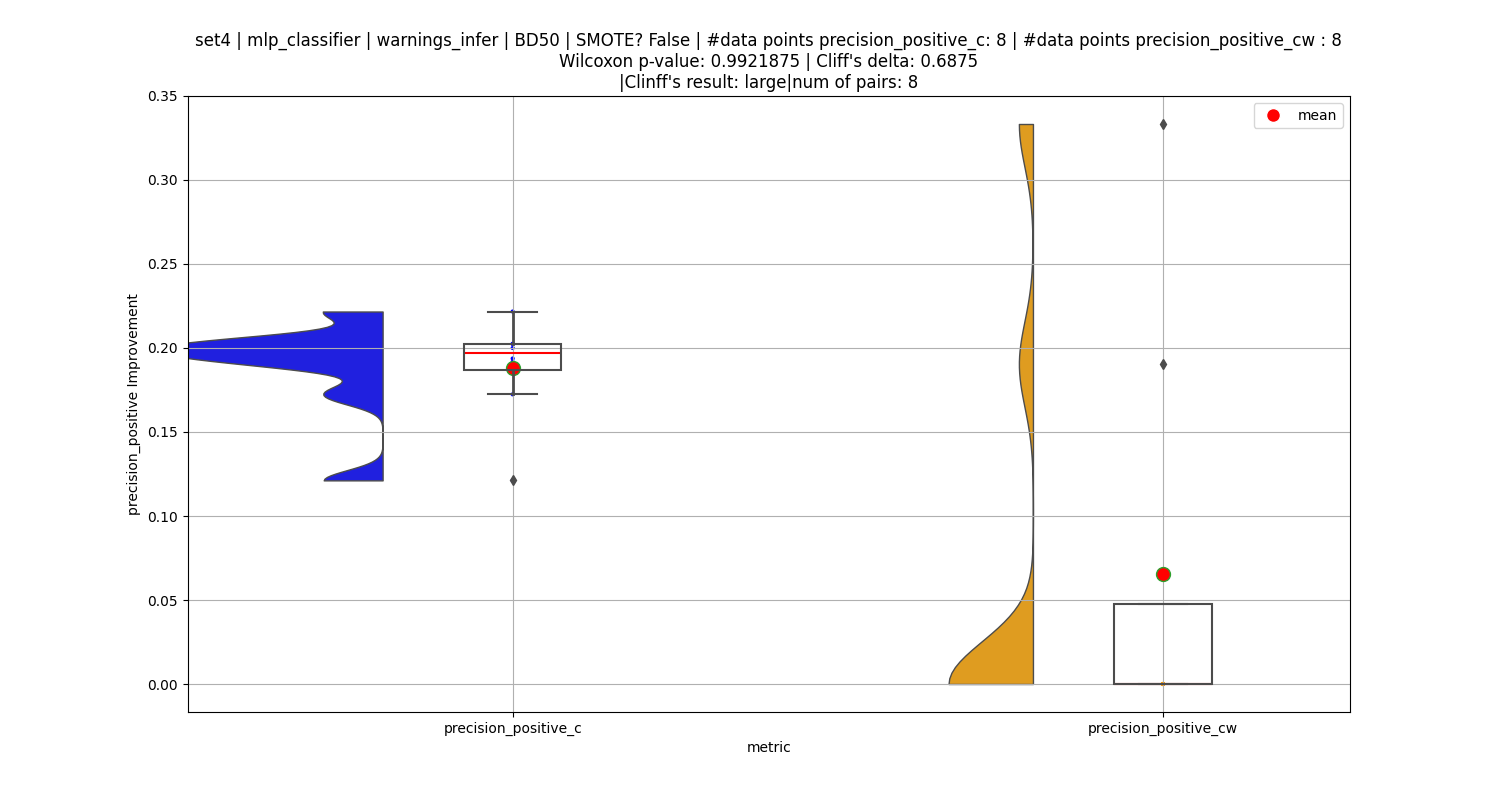 set4 | mlp_classifier | warnings_infer | BD50 | SMOTE? False | #data points precision_positive_c: 8 | #data points precision_positive_cw : 8
Wilcoxon p-value: 0.9921875 | Cliff's delta: 0.6875
|Clinff's result: large|num of pairs: 8
mean
0.35
0.30
0.25
0.20
0.15
0.10
0.05
0.00
precision_positive Improvement
precision_positive_c
precision_positive_cw
metric